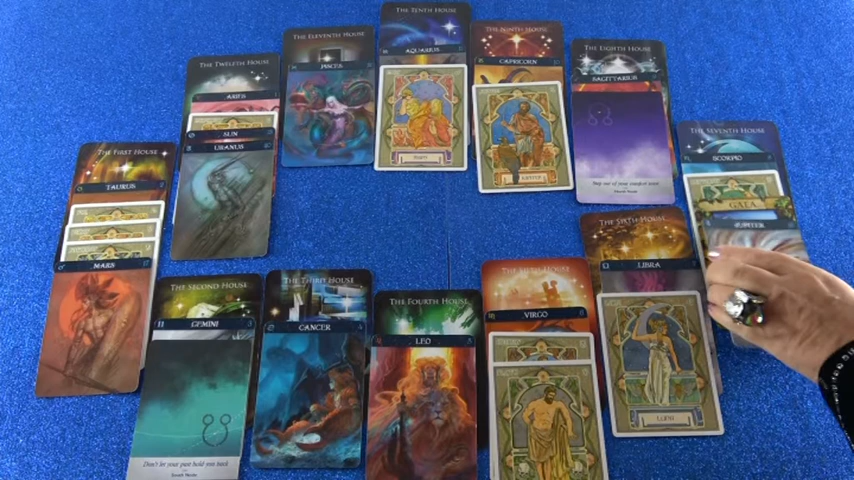 THE TENTH HOUSE
AQUARIUS
THE ELEVENTH HOUSE
PISCES
THE NINTH HOUSE
CAPRICORN
THE EIGHTH HOUSE
SAGITTARIUS
Step out of your comfort zone
THE TWELFTH HOUSE
ARIES
SUN
URANUS
THE SEVENTH HOUSE
SCORPIO
GAEA
JUPITER
THE FIRST HOUSE
TAURUS
MARS
THE SIXTH HOUSE
LIBRA
THE SECOND HOUSE
GEMINI
Don't let your past hold you back
THE THIRD HOUSE
CANCER
THE FOURTH HOUSE
LEO
THE FIFTH HOUSE
VIRGO